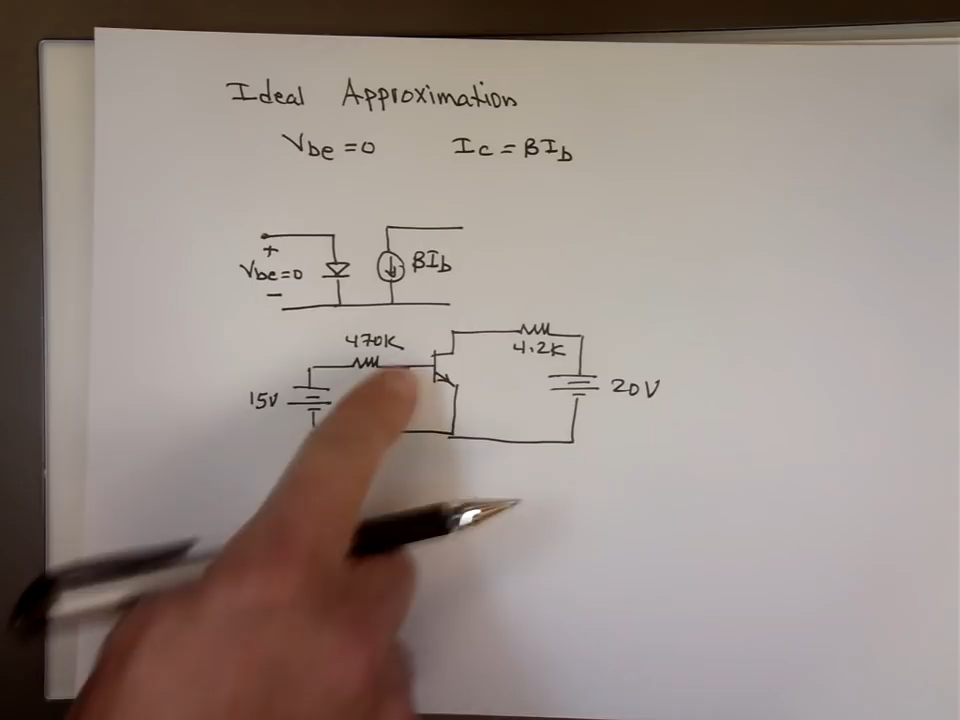 Ideal Approximation
Vbe = 0 Ic = βIb
+
Vbe = 0 βIb
−
470K
4.2K
15V
20V